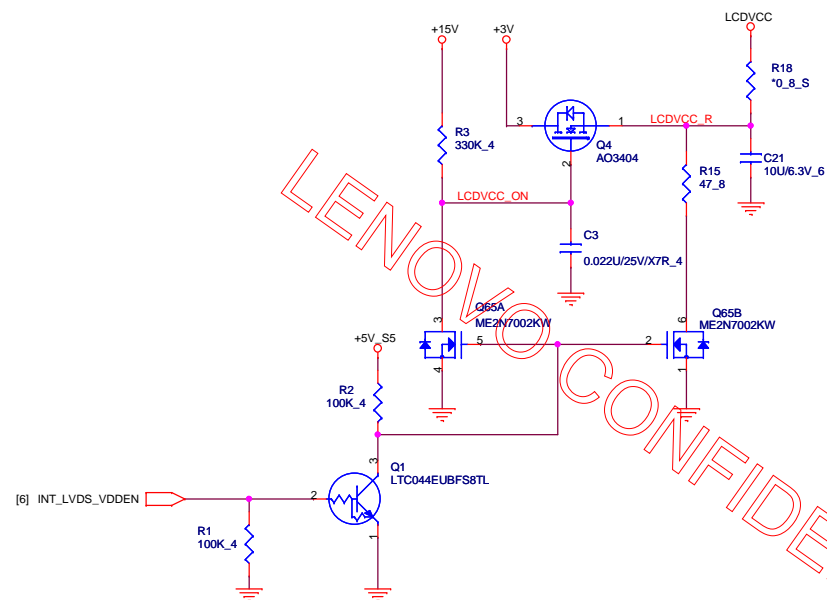 +15V
+3V
LCDVCC
R18
*0_8_S
3
1
LCDVCC_R
R3
330K_4
Q4
AO3404
2
C21
10U/6.3V_6
R15
47_8
LCDVCC_ON
C3
0.022U/25V/X7R_4
Q65A
ME2N7002KW
3
5
4
Q65B
ME2N7002KW
6
2
1
+5V_S5
R2
100K_4
3
Q1
LTC044EUBFS8TL
[6] INT_LVDS_VDDEN
2
R1
100K_4
1
LENOVO CONFIDE